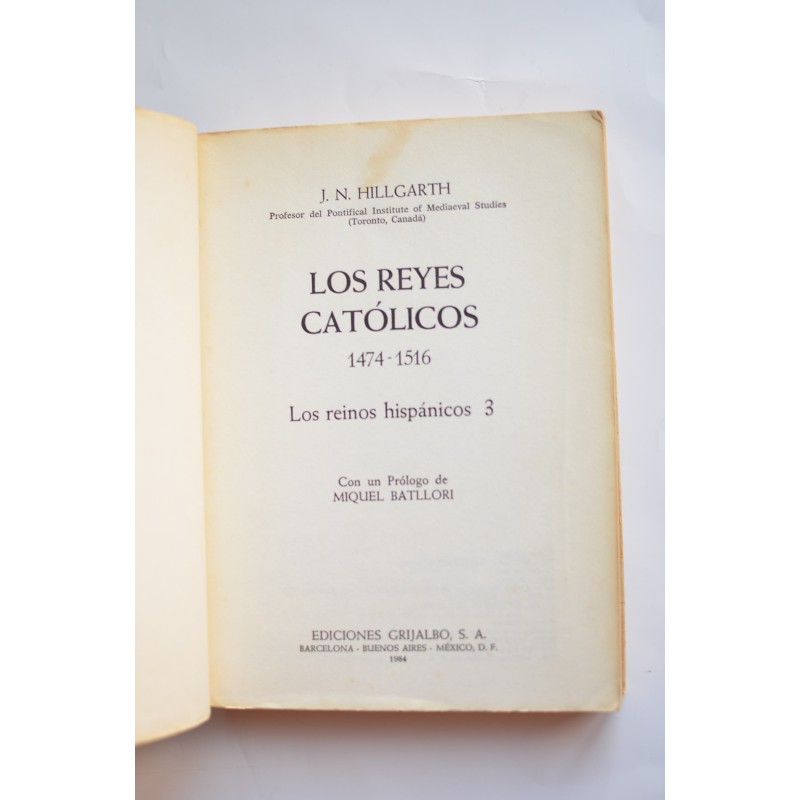 J. N. HILLGARTH
Profesor del Pontifical Institute of Mediaeval Studies
(Toronto, Canadá)
LOS REYES
CATÓLICOS
1474-1516
Los reinos hispánicos 3
Con un Prólogo de
MIQUEL BATLLORI
EDICIONES GRIJALBO, S. A.
BARCELONA - BUENOS AIRES - MÉXICO, D. F.
1984